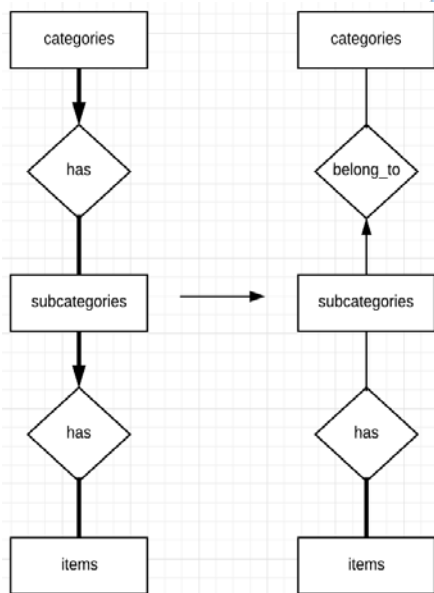 categories
has
subcategories
has
items
categories
belong_to
subcategories
has
items